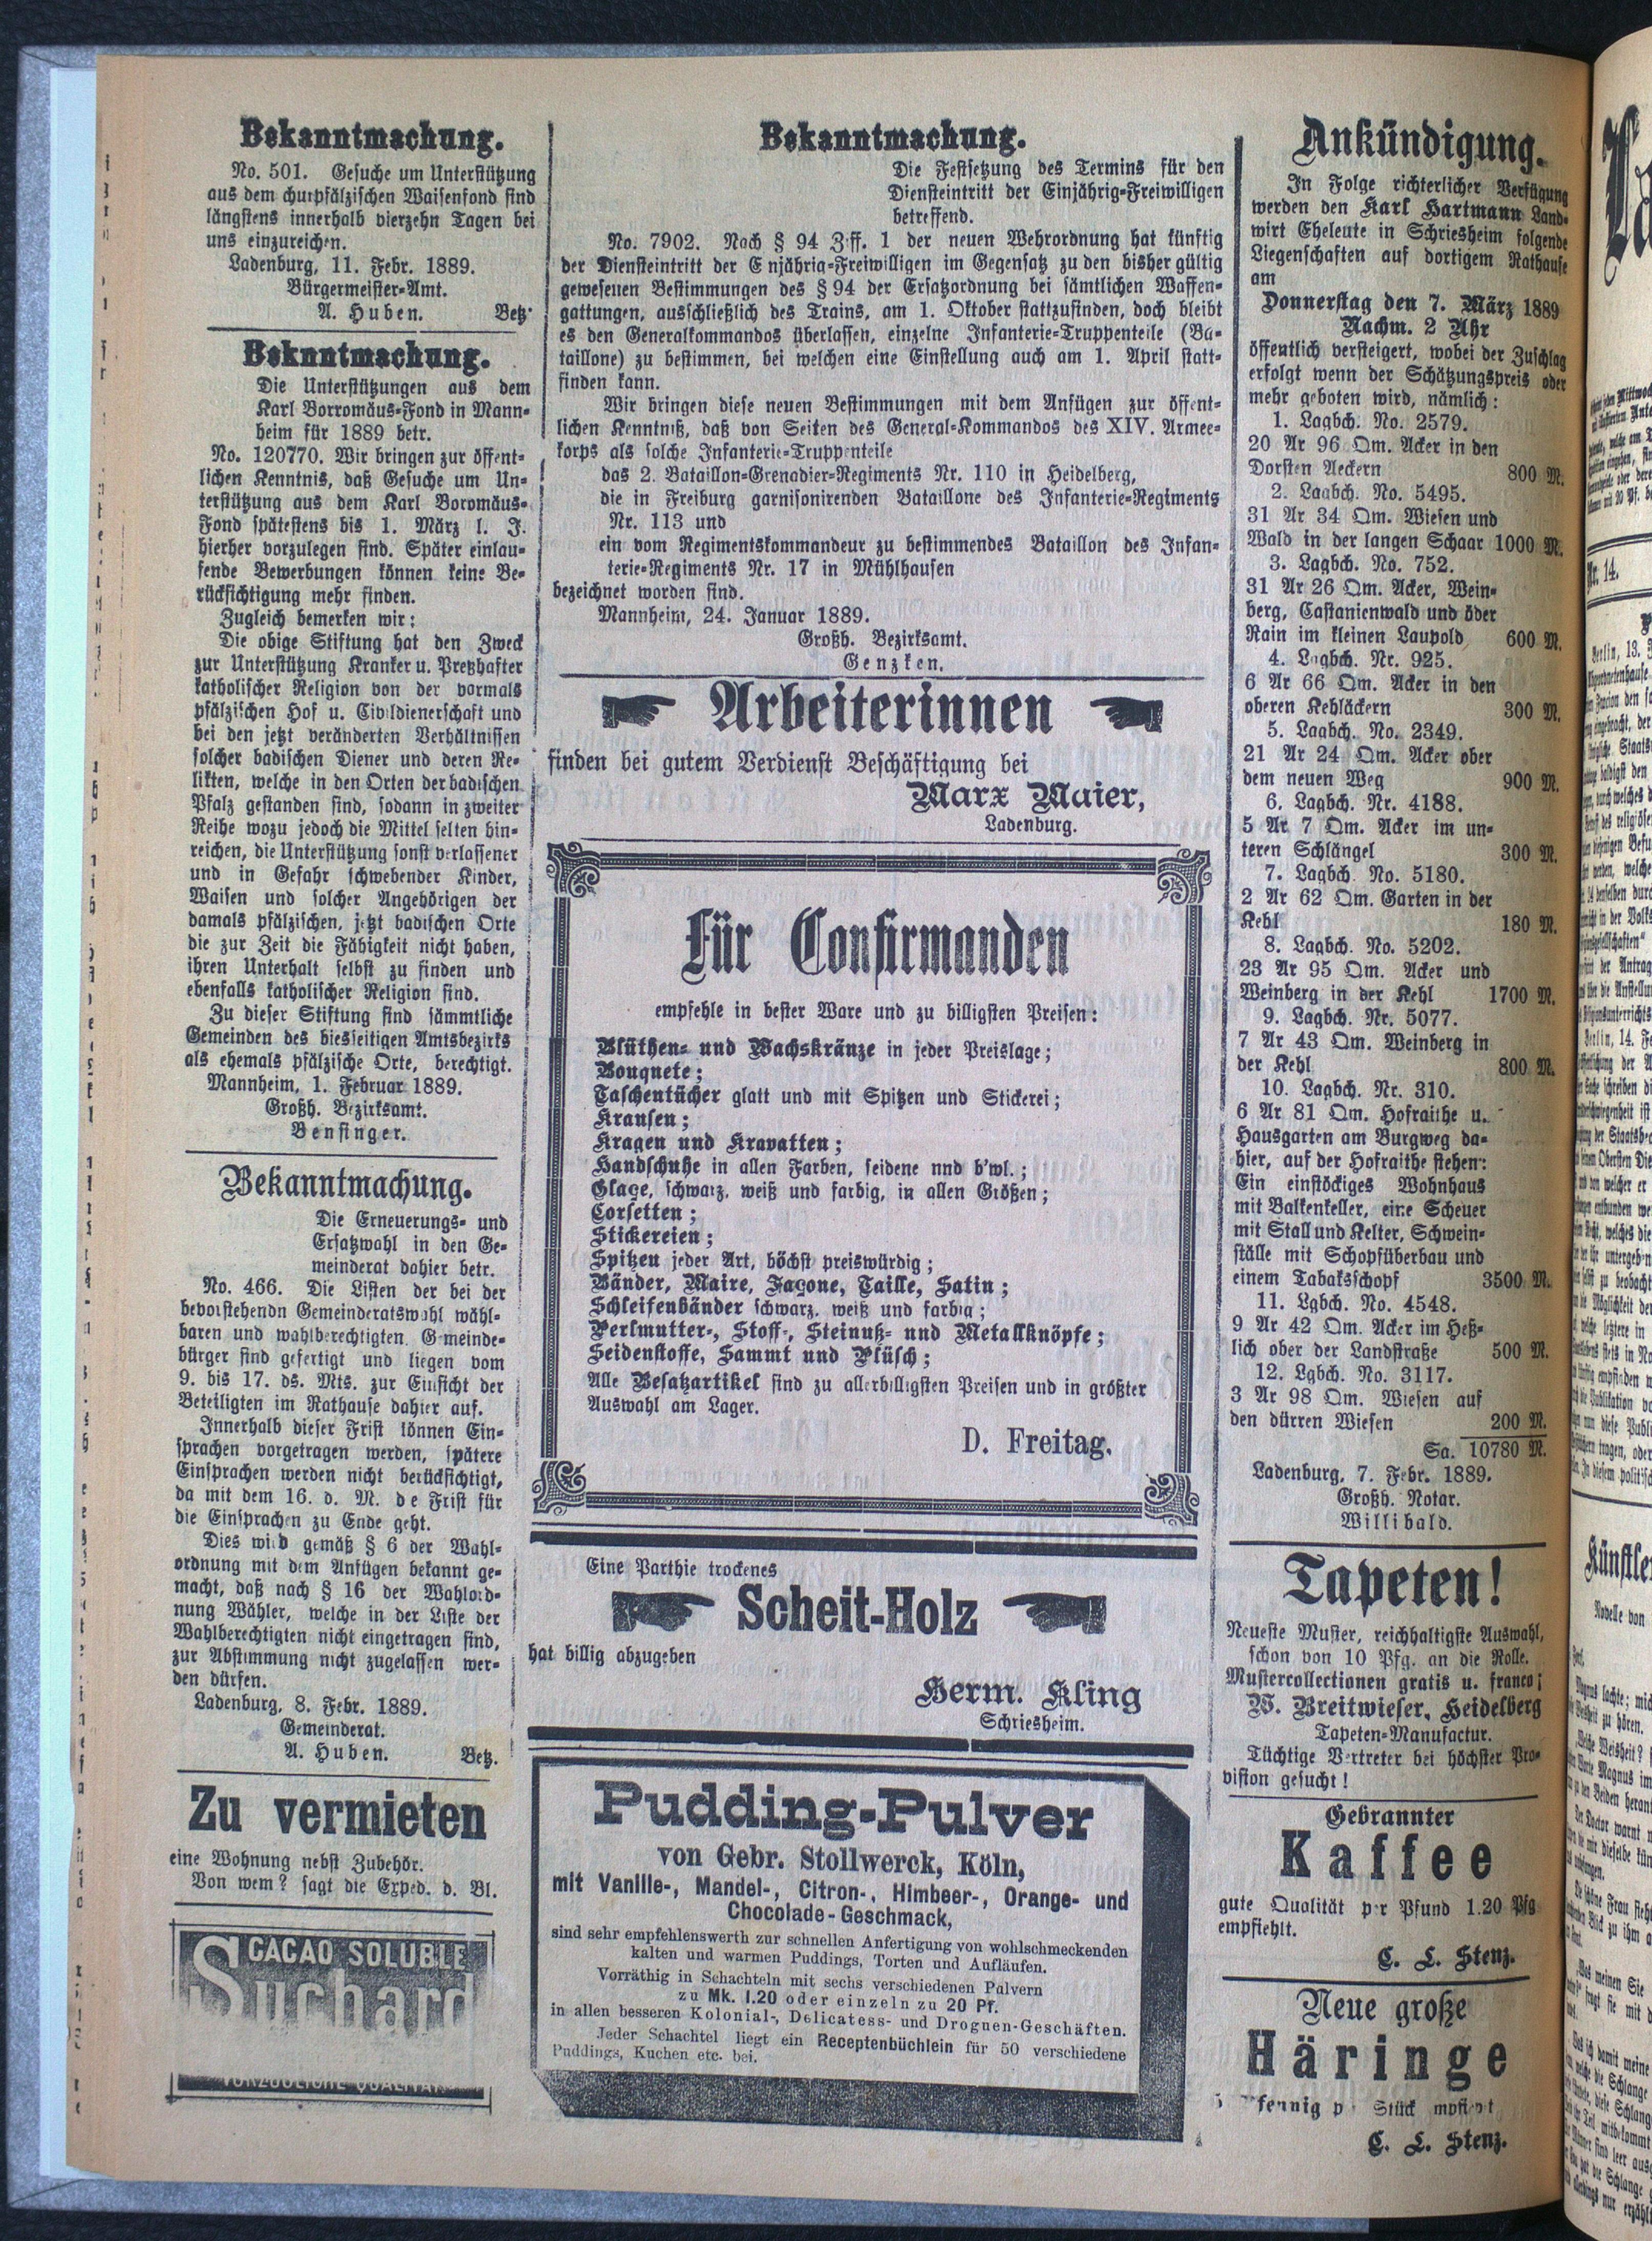 Bekanntmachung.
No. 501. Gesuche um Unterstützung
aus dem churpfälzischen Waisenfond sind
längstens innerhalb vierzehn Tagen bei
uns einzureichen.
Ladenburg, 11. Febr. 1889.
Bürgermeister-Amt.
A. Huben. Betz.
Beknntmachung.
Die Unterstützungen aus dem
Karl Borromäus-Fond in Mann-
heim für 1889 betr.
No. 120770. Wir bringen zur öffent-
lichen Kenntnis, daß Gesuche um Un-
terstützung aus dem Karl Boromäus-
Fond spätestens bis 1. März l. J.
hierher vorzulegen sind. Später einlau-
fende Bewerbungen können keine Be-
rücksichtigung mehr finden.
Zugleich bemerken wir:
Die obige Stiftung hat den Zweck
zur Unterstützung Kranker u. Preßhafter
katholischer Religion von der vormals
pfälzischen Hof u. Civildienerschaft und
bei den jetzt veränderten Verhältnissen
solcher badischen Diener und deren Re-
likten, welche in den Orten der badischen
Pfalz gestanden sind, sodann in zweiter
Reihe wozu jedoch die Mittel selten hin-
reichen, die Unterstützung sonst verlassener
und in Gefahr schwebender Kinder,
Waisen und solcher Angehörigen der
damals pfälzischen, jetzt badischen Orte
die zur Zeit die Fähigkeit nicht haben,
ihren Unterhalt selbst zu finden und
ebenfalls katholischer Religion sind.
Zu dieser Stiftung sind sämmtliche
Gemeinden des diesseitigen Amtsbezirks
als ehemals pfälzische Orte, berechtigt.
Mannheim, 1. Februar 1889.
Großh. Bezirksamt.
Bensinger.
Bekanntmachung.
Die Erneuerungs- und
Ersatzwahl in den Ge-
meinderat dahier betr.
No. 466. Die Listen der bei der
bevorstehendn Gemeinderatswahl wähl-
baren und wahlberechtigten Gemeinde-
bürger sind gefertigt und liegen vom
9. bis 17. ds. Mts. zur Einsicht der
Beteiligten im Rathause dahier auf.
Innerhalb dieser Frist können Ein-
sprachen vorgetragen werden, spätere
Einsprachen werden nicht berücksichtigt,
da mit dem 16. d. M. de Frist für
die Einsprachen zu Ende geht.
Dies wird gemäß § 6 der Wahl-
ordnung mit dem Anfügen bekannt ge-
macht, daß nach § 16 der Wahlord-
nung Wähler, welche in der Liste der
Wahlberechtigten nicht eingetragen sind,
zur Abstimmung nicht zugelassen wer-
den dürfen.
Ladenburg, 8. Febr. 1889.
Gemeinderat.
A. Huben. Betz.
Zu vermieten
eine Wohnung nebst Zubehör.
Von wem? sagt die Exped. d. Bl.
CACAO SOLUBLE
Suchard
VORZÜGLICHE QUALITÄT
Bekanntmachung.
Die Festsetzung des Termins für den
Diensteintritt der Einjährig-Freiwilligen
betreffend.
No. 7902. Nach § 94 Ziff. 1 der neuen Wehrordnung hat künftig
der Diensteintritt der Einjährig-Freiwilligen im Gegensatz zu den bisher gültig
gewesenen Bestimmungen des § 94 der Ersatzordnung bei sämtlichen Waffen-
gattungen, ausschließlich des Trains, am 1. Oktober stattzufinden, doch bleibt
es den Generalkommandos überlassen, einzelne Infanterie-Truppenteile (Ba-
taillone) zu bestimmen, bei welchen eine Einstellung auch am 1. April statt-
finden kann.
Wir bringen diese neuen Bestimmungen mit dem Anfügen zur öffent-
lichen Kenntniß, daß von Seiten des General-Kommandos des XIV. Armee-
korps als solche Infanterie-Truppenteile
das 2. Bataillon-Grenadier-Regiments Nr. 110 in Heidelberg,
die in Freiburg garnisonirenden Bataillone des Infanterie-Regiments
Nr. 113 und
ein vom Regimentskommandeur zu bestimmendes Bataillon des Infan-
terie-Regiments Nr. 17 in Mühlhausen
bezeichnet worden sind.
Mannheim, 24. Januar 1889.
Großh. Bezirksamt.
Genzken.
Arbeiterinnen
finden bei gutem Verdienst Beschäftigung bei
Marx Maier,
Ladenburg.
Für Confirmanden
empfehle in bester Ware und zu billigsten Preisen:
Blüthen- und Wachskränze in jeder Preislage;
Bouquete;
Taschentücher glatt und mit Spitzen und Stickerei;
Krausen;
Kragen und Kravatten;
Handschuhe in allen Farben, seidene nnd b'wl.;
Glace, schwarz, weiß und farbig, in allen Größen;
Corsetten;
Stickereien;
Spitzen jeder Art, höchst preiswürdig;
Bänder, Maire, Façone, Taille, Satin;
Schleifenbänder schwarz, weiß und farbig;
Perlmutter-, Stoff-, Steinuß- und Metallknöpfe;
Seidenstoffe, Sammt und Plüsch;
Alle Besatzartikel sind zu allerbilligsten Preisen und in größter
Auswahl am Lager.
D. Freitag.
Eine Parthie trockenes
Scheit-Holz
hat billig abzugeben
Herm. Kling
Schriesheim.
Pudding-Pulver
von Gebr. Stollwerck, Köln,
mit Vanille-, Mandel-, Citron-, Himbeer-, Orange- und
Chocolade-Geschmack,
sind sehr empfehlenswerth zur schnellen Anfertigung von wohlschmeckenden
kalten und warmen Puddings, Torten und Aufläufen.
Vorräthig in Schachteln mit sechs verschiedenen Pulvern
zu Mk. 1.20 oder einzeln zu 20 Pf.
in allen besseren Kolonial-, Delicatess- und Droguen-Geschäften.
Jeder Schachtel liegt ein Receptenbüchlein für 50 verschiedene
Puddings, Kuchen etc. bei.
Ankündigung.
In Folge richterlicher Verfügung
werden den Karl Hartmann Land-
wirt Eheleute in Schriesheim folgende
Liegenschaften auf dortigem Rathause
am
Donnerstag den 7. März 1889
Nachm. 2 Uhr
öffentlich versteigert, wobei der Zuschlag
erfolgt wenn der Schätzungspreis oder
mehr geboten wird, nämlich:
1. Lagbch. No. 2579.
20 Ar 96 Qm. Acker in den
Dorsten Aeckern 800 M.
2. Lagbch. No. 5495.
31 Ar 34 Qm. Wiesen und
Wald in der langen Schaar 1000 M.
3. Lagbch. No. 752.
31 Ar 26 Qm. Acker, Wein-
berg, Castanienwald und öder
Rain im kleinen Laupold 600 M.
4. Lagbch. Nr. 925.
6 Ar 66 Qm. Acker in den
oberen Kehläckern 300 M.
5. Lagbch. No. 2349.
21 Ar 24 Qm. Acker ober
dem neuen Weg 900 M.
6. Lagbch. Nr. 4188.
5 Ar 7 Qm. Acker im un-
teren Schlängel 300 M.
7. Lagbch. No. 5180.
2 Ar 62 Qm. Garten in der
Kehl 180 M.
8. Lagbch. No. 5202.
23 Ar 95 Qm. Acker und
Weinberg in der Kehl 1700 M.
9. Lagbch. Nr. 5077.
7 Ar 43 Qm. Weinberg in
der Kehl 800 M.
10. Lagbch. Nr. 310.
6 Ar 81 Qm. Hofraithe u.
Hausgarten am Burgweg da-
hier, auf der Hofraithe stehen:
Ein einstöckiges Wohnhaus
mit Balkenkeller, eine Scheuer
mit Stall und Kelter, Schwein-
ställe mit Schopfüberbau und
einem Tabaksschopf 3500 M.
11. Lgbch. No. 4548.
9 Ar 42 Qm. Acker im Heß-
lich ober der Landstraße 500 M.
12. Lgbch. No. 3117.
3 Ar 98 Qm. Wiesen auf
den dürren Wiesen 200 M.
Sa. 10780 M.
Ladenburg, 7. Febr. 1889.
Großh. Notar.
Willibald.
Tapeten!
Neueste Muster, reichhaltigste Auswahl,
schon von 10 Pfg. an die Rolle.
Mustercollectionen gratis u. franco;
W. Breitwieser, Heidelberg
Tapeten-Manufactur.
Tüchtige Vertreter bei höchster Pro-
vision gesucht!
Gebrannter
Kaffee
gute Qualität per Pfund 1.20 Pfg
empfiehlt.
C. L. Stenz.
Neue große
Häringe
Pfennig Stück
C. L. Stenz.
Nr. 14.